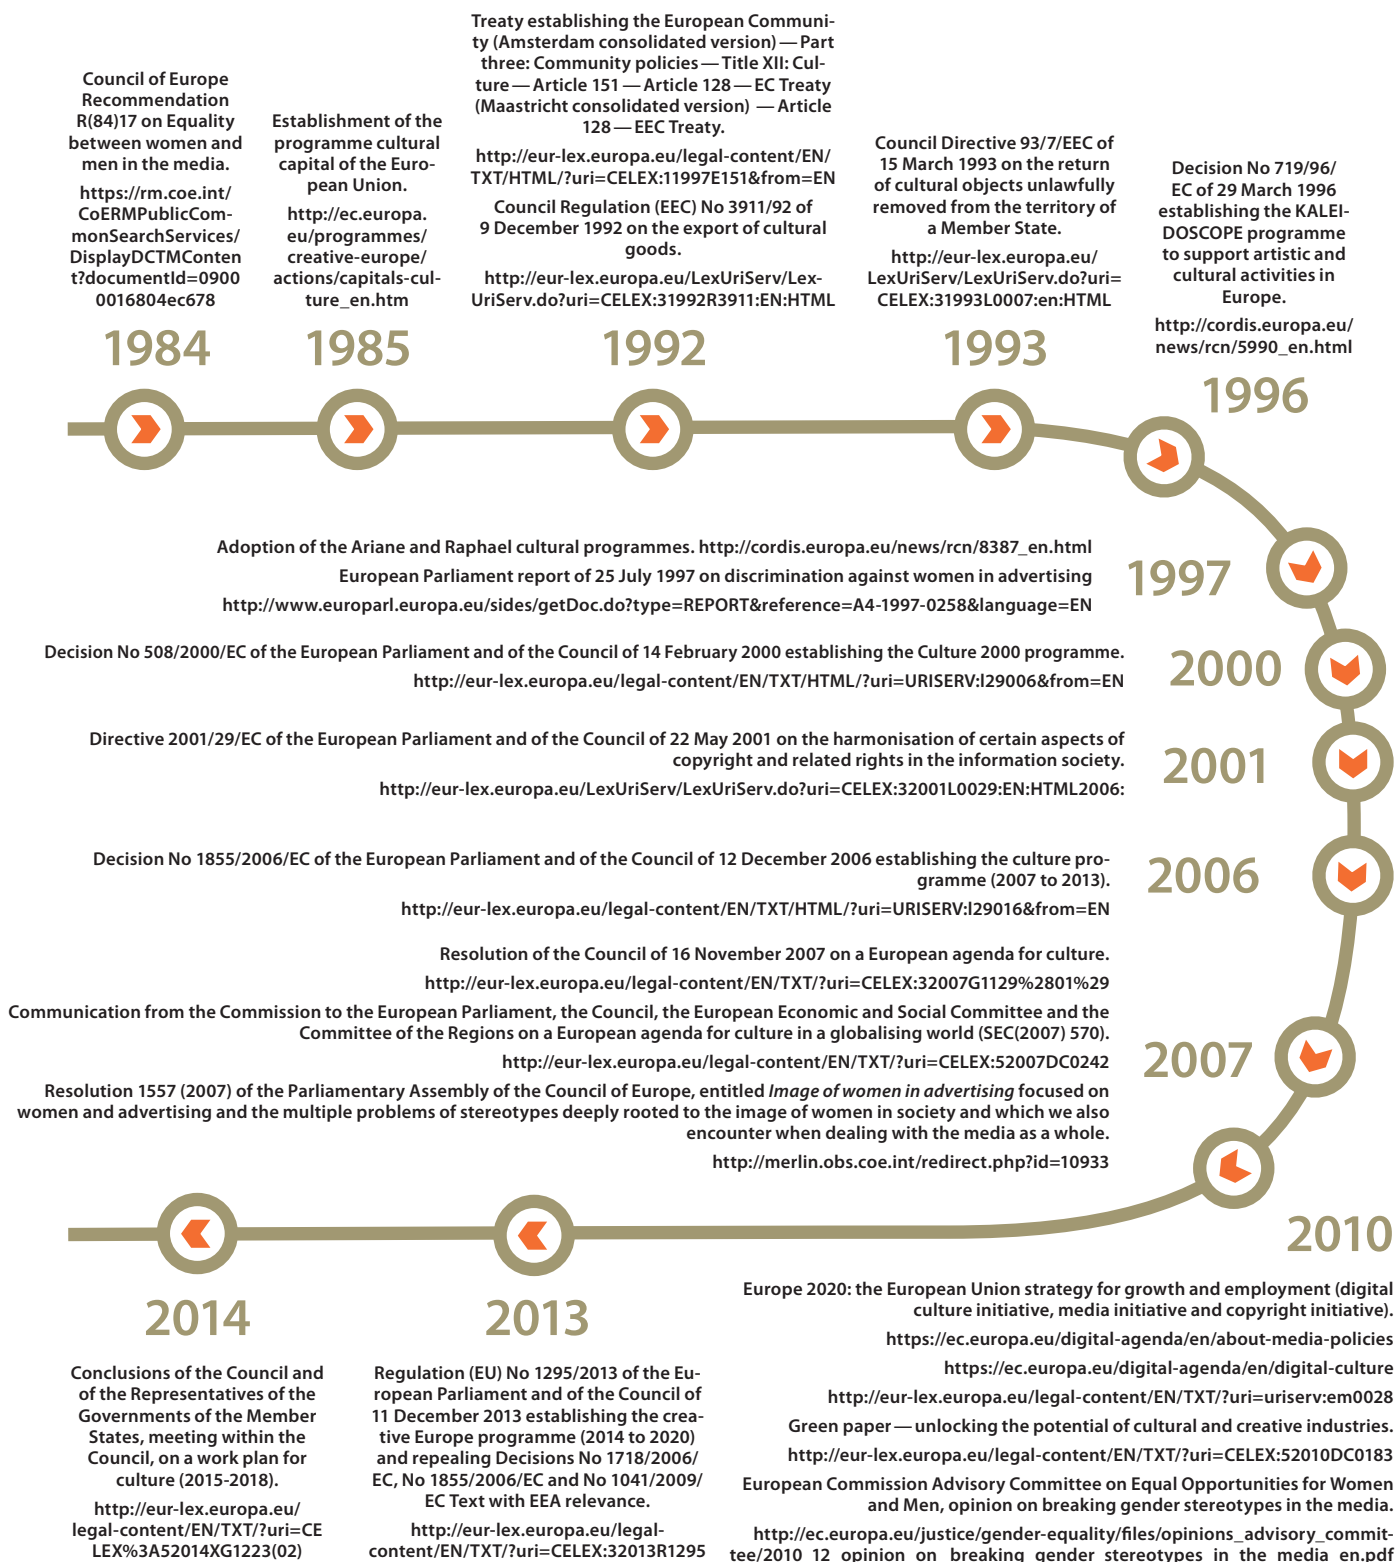 Council of Europe
Recommendation
R(84)17 on Equality
between women and
men in the media.
https://rm.coe.int/
CoERMPublicCom-
monSearchServices/
DisplayDCTMConten
t?documentId=0900
0016804ec678
1984
Establishment of the
programme cultural
capital of the Euro-
pean Union.
http://ec.europa.
eu/programmes/
creative-europe/
actions/capitals-cul-
ture_en.htm
1985
Treaty establishing the European Communi-
ty (Amsterdam consolidated version) — Part
three: Community policies — Title XII: Cul-
ture — Article 151 — Article 128 — EC Treaty
(Maastricht consolidated version) — Article
128 — EEC Treaty.
http://eur-lex.europa.eu/legal-content/EN/
TXT/HTML/?uri=CELEX:11997E151&from=EN
Council Regulation (EEC) No 3911/92 of
9 December 1992 on the export of cultural
goods.
http://eur-lex.europa.eu/LexUriServ/Lex-
UriServ.do?uri=CELEX:31992R3911:EN:HTML
1992
Council Directive 93/7/EEC of
15 March 1993 on the return
of cultural objects unlawfully
removed from the territory of
a Member State.
http://eur-lex.europa.eu/
LexUriServ/LexUriServ.do?uri=
CELEX:31993L0007:en:HTML
1993
Decision No 719/96/
EC of 29 March 1996
establishing the KALEI-
DOSCOPE programme
to support artistic and
cultural activities in
Europe.
http://cordis.europa.eu/
news/rcn/5990_en.html
1996
Adoption of the Ariane and Raphael cultural programmes. http://cordis.europa.eu/news/rcn/8387_en.html
European Parliament report of 25 July 1997 on discrimination against women in advertising
http://www.europarl.europa.eu/sides/getDoc.do?type=REPORT&reference=A4-1997-0258&language=EN
1997
Decision No 508/2000/EC of the European Parliament and of the Council of 14 February 2000 establishing the Culture 2000 programme.
http://eur-lex.europa.eu/legal-content/EN/TXT/HTML/?uri=URISERV:l29006&from=EN
2000
Directive 2001/29/EC of the European Parliament and of the Council of 22 May 2001 on the harmonisation of certain aspects of
copyright and related rights in the information society.
http://eur-lex.europa.eu/LexUriServ/LexUriServ.do?uri=CELEX:32001L0029:EN:HTML2006:
2001
Decision No 1855/2006/EC of the European Parliament and of the Council of 12 December 2006 establishing the culture pro-
gramme (2007 to 2013).
http://eur-lex.europa.eu/legal-content/EN/TXT/HTML/?uri=URISERV:l29016&from=EN
2006
Resolution of the Council of 16 November 2007 on a European agenda for culture.
http://eur-lex.europa.eu/legal-content/EN/TXT/?uri=CELEX:32007G1129%2801%29
Communication from the Commission to the European Parliament, the Council, the European Economic and Social Committee and the
Committee of the Regions on a European agenda for culture in a globalising world (SEC(2007) 570).
http://eur-lex.europa.eu/legal-content/EN/TXT/?uri=CELEX:52007DC0242
Resolution 1557 (2007) of the Parliamentary Assembly of the Council of Europe, entitled Image of women in advertising focused on
women and advertising and the multiple problems of stereotypes deeply rooted to the image of women in society and which we also
encounter when dealing with the media as a whole.
http://merlin.obs.coe.int/redirect.php?id=10933
2007
2010
Europe 2020: the European Union strategy for growth and employment (digital
culture initiative, media initiative and copyright initiative).
https://ec.europa.eu/digital-agenda/en/about-media-policies
https://ec.europa.eu/digital-agenda/en/digital-culture
http://eur-lex.europa.eu/legal-content/EN/TXT/?uri=uriserv:em0028
Green paper — unlocking the potential of cultural and creative industries.
http://eur-lex.europa.eu/legal-content/EN/TXT/?uri=CELEX:52010DC0183
European Commission Advisory Committee on Equal Opportunities for Women
and Men, opinion on breaking gender stereotypes in the media.
http://ec.europa.eu/justice/gender-equality/files/opinions_advisory_commit-
tee/2010_12_opinion_on_breaking_gender_stereotypes_in_the_media_en.pdf
2013
Regulation (EU) No 1295/2013 of the Eu-
ropean Parliament and of the Council of
11 December 2013 establishing the crea-
tive Europe programme (2014 to 2020)
and repealing Decisions No 1718/2006/
EC, No 1855/2006/EC and No 1041/2009/
EC Text with EEA relevance.
http://eur-lex.europa.eu/legal-
content/EN/TXT/?uri=CELEX:32013R1295
2014
Conclusions of the Council and
of the Representatives of the
Governments of the Member
States, meeting within the
Council, on a work plan for
culture (2015-2018).
http://eur-lex.europa.eu/
legal-content/EN/TXT/?uri=CE
LEX%3A52014XG1223(02)